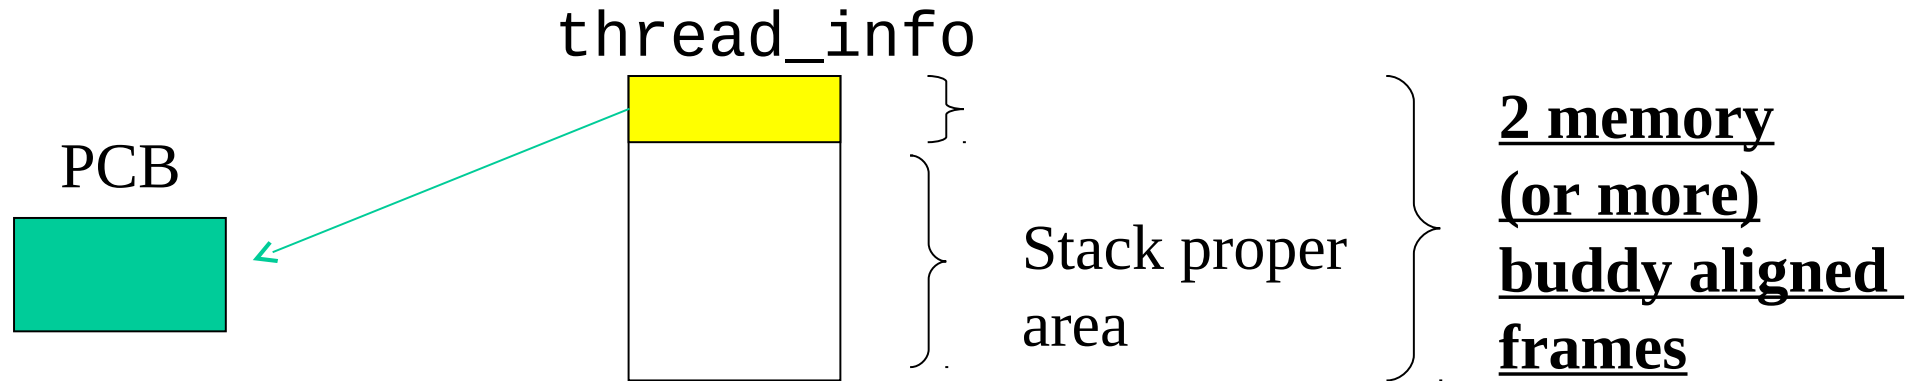 thread_info
PCB
Stack proper
area
2 memory
(or more)
buddy aligned
frames